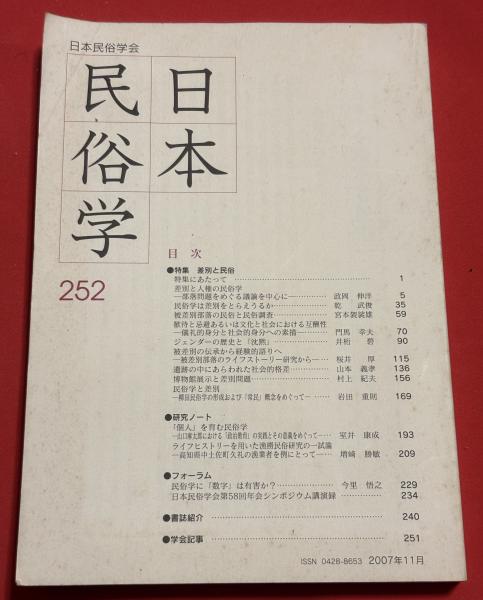 日本民俗学会
日本
民俗学
252
目次
●特集 差別と民俗
特集にあたって …… 1
差別と人権の民俗学
―部落問題をめぐる議論を中心に…… 政岡 伸洋 5
民俗学は差別をとらえうるか…… 乾 武俊 35
被差別部落の民俗と民俗調査…… 宮本袈裟雄 59
歓待と忌避あるいは文化と社会における互酬性
―儀礼的身分と社会的身分への素描―…… 門馬 幸夫 70
ジェンダーの歴史と「沈黙」…… 井桁 碧 90
被差別の伝承から経験的語りへ
―被差別部落のライフストーリー研究から―… 桜井 厚 115
遺跡の中にあらわれた社会的格差…… 山本 義孝 136
博物館展示と差別問題…… 村上 紀夫 156
民俗学と差別
―柳田民俗学の形成および「常民」概念をめぐって― …… 岩田 重則 169
●研究ノート
「個人」を育む民俗学
―山口麻太郎における「政治教育」の実践とその意義をめぐって―… 室井 康成 193
ライフヒストリーを用いた漁撈民俗研究の一試論
―高知県中土佐町久礼の漁業者を例にとって―…… 増﨑 勝敏 209
●フォーラム
民俗学に「数字」は有害か？…… 今里 悟之 229
日本民俗学会第58回年会シンポジウム講演録 …… 234
●書誌紹介 …… 240
●学会記事 …… 251
ISSN 0428-8653 2007年11月